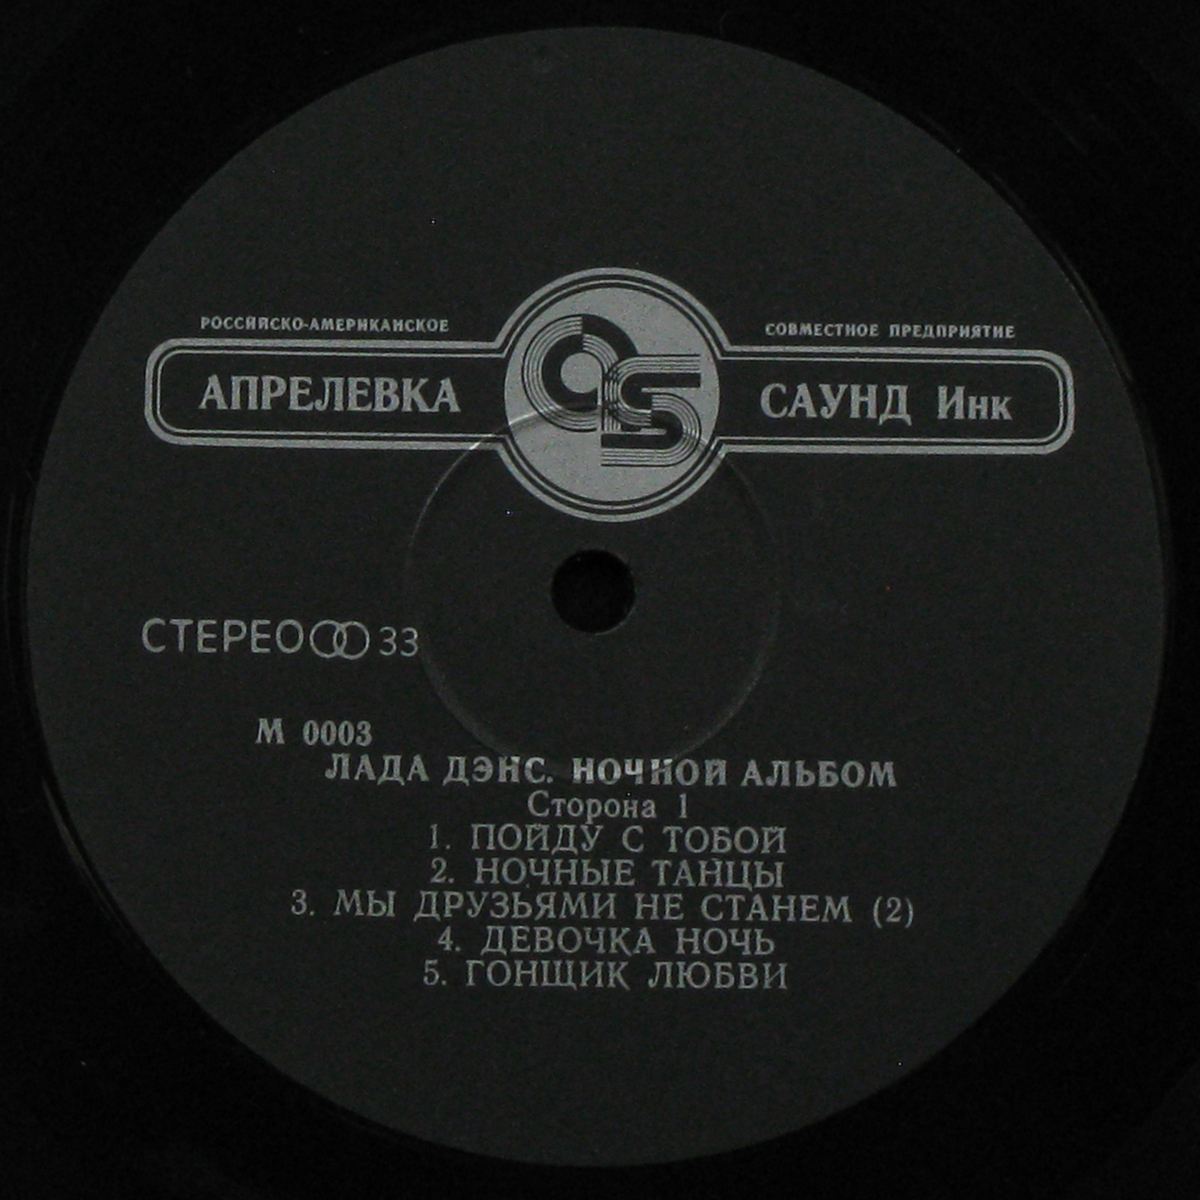 РОССИЙСКО-АМЕРИКАНСКОЕ СОВМЕСТНОЕ ПРЕДПРИЯТИЕ
АПРЕЛЕВКА САУНД Инк
СТЕРЕО 33
М 0003
ЛАДА ДЭНС. НОЧНОЙ АЛЬБОМ
Сторона 1
1. ПОЙДУ С ТОБОЙ
2. НОЧНЫЕ ТАНЦЫ
3. МЫ ДРУЗЬЯМИ НЕ СТАНЕМ (2)
4. ДЕВОЧКА НОЧЬ
5. ГОНЩИК ЛЮБВИ